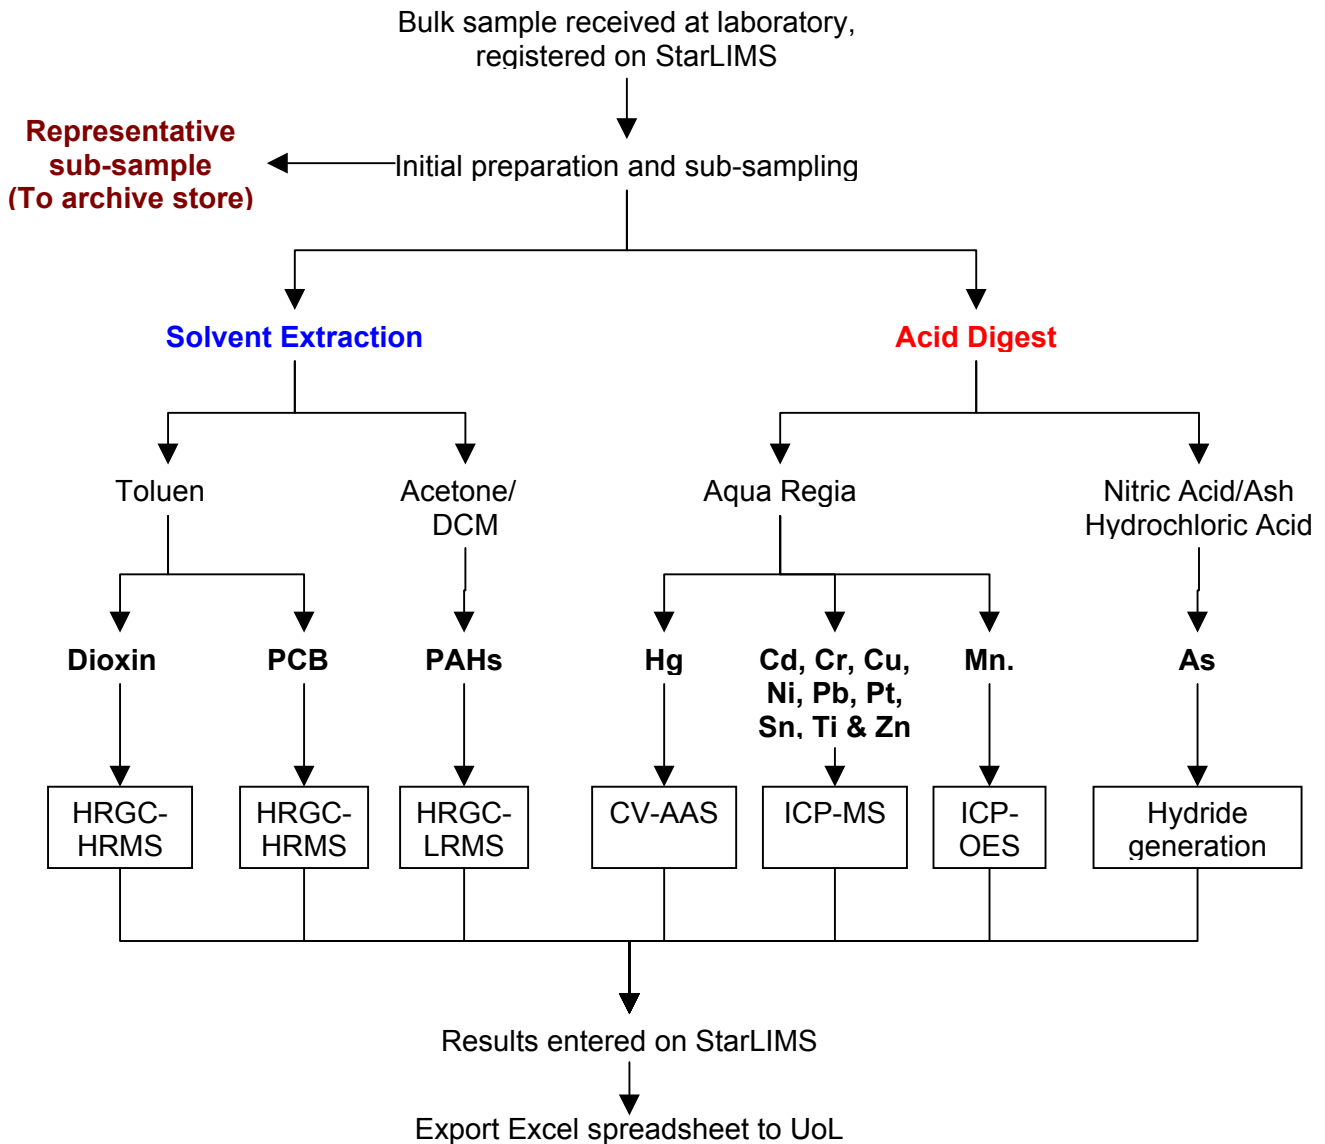 Bulk sample received at laboratory,
registered on StarLIMS
Representative
sub-sample
(To archive store)
Initial preparation and sub-sampling
Solvent Extraction
Acid Digest
Toluen
Acetone/
DCM
Aqua Regia
Nitric Acid/Ash
Hydrochloric Acid
Dioxin
PCB
PAHs
Hg
Cd, Cr, Cu,
Ni, Pb, Pt,
Sn, Ti & Zn
Mn.
As
HRGC-
HRMS
HRGC-
HRMS
HRGC-
LRMS
CV-AAS
ICP-MS
ICP-
OES
Hydride
generation
Results entered on StarLIMS
Export Excel spreadsheet to UoL